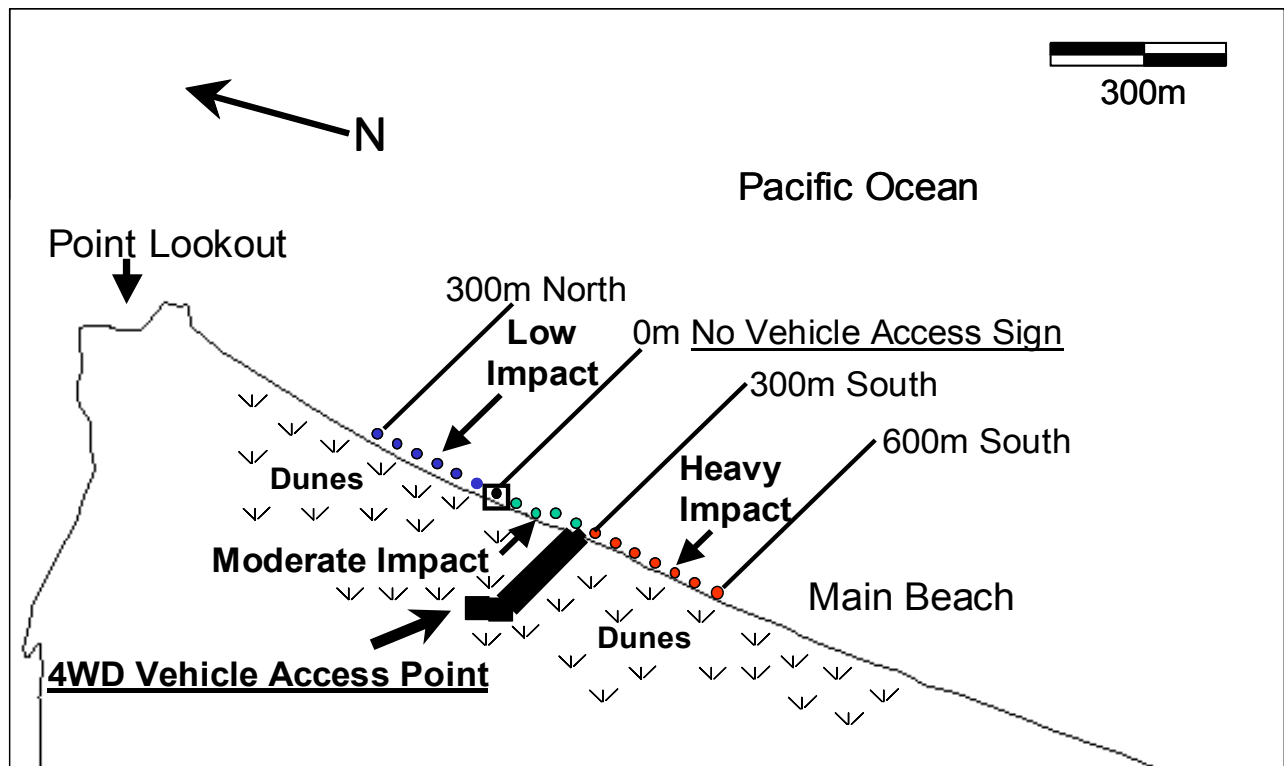 300m
N
Pacific Ocean
Point Lookout
300m North
Low
Impact
0m No Vehicle Access Sign
300m South
600m South
Heavy
Impact
Dunes
Moderate Impact
Main Beach
Dunes
4WD Vehicle Access Point